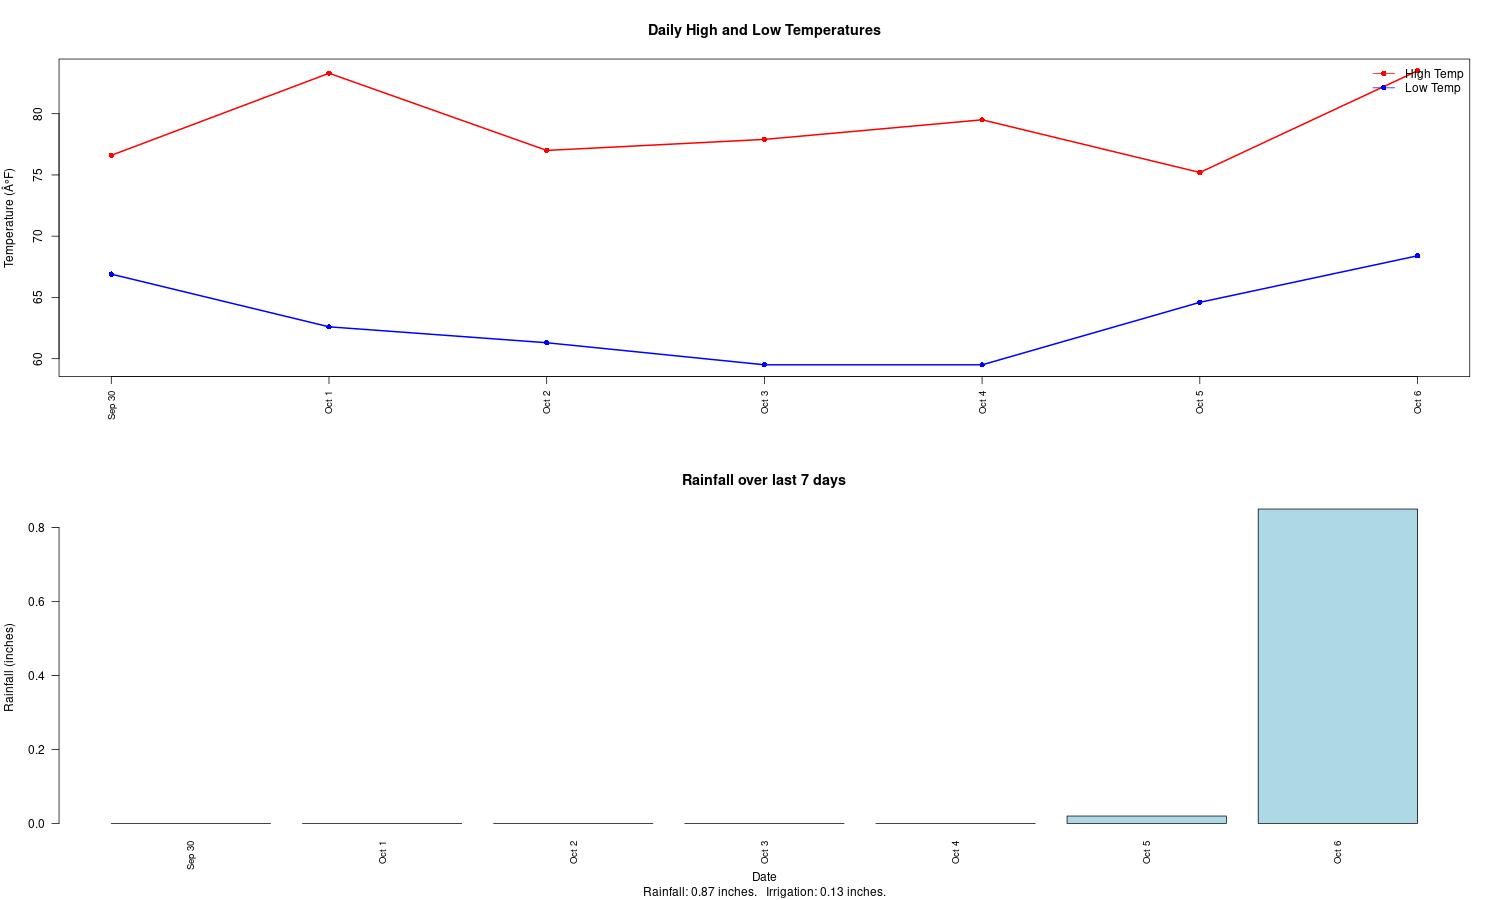 Daily High and Low Temperatures
High Temp
Low Temp
Temperature (Â°F)
80
75
70
65
60
Sep 30
Oct 1
Oct 2
Oct 3
Oct 4
Oct 5
Oct 6
Rainfall over last 7 days
Rainfall (inches)
0.8
0.6
0.4
0.2
0.0
Sep 30
Oct 1
Oct 2
Oct 3
Oct 4
Oct 5
Oct 6
Date
Rainfall: 0.87 inches.   Irrigation: 0.13 inches.